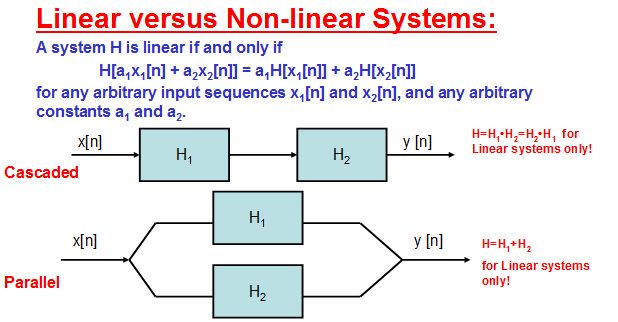 Linear versus Non-linear Systems:
A system H is linear if and only if
H[a₁x₁[n] + a₂x₂[n]] = a₁H[x₁[n]] + a₂H[x₂[n]]
for any arbitrary input sequences x₁[n] and x₂[n], and any arbitrary
constants a₁ and a₂.
x[n]
H₁
H₂
y [n]
H=H₁•H₂=H₂•H₁ for
Linear systems only!
Cascaded
H₁
x[n]
y [n]
H=H₁+H₂
for Linear systems
only!
Parallel
H₂